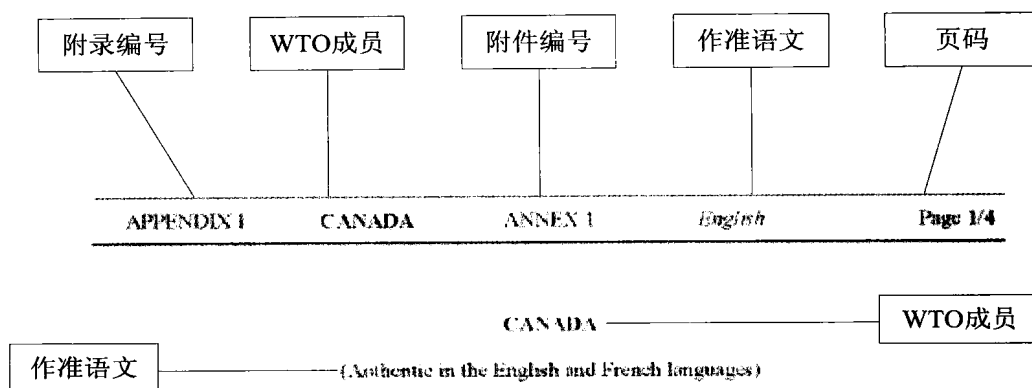 附录编号 WTO成员 附件编号 作准语文 页码
APPENDIX 1 CANADA ANNEX 1 English Page 1/4
CANADA WTO成员
作准语文 (Authentic in the English and French languages)